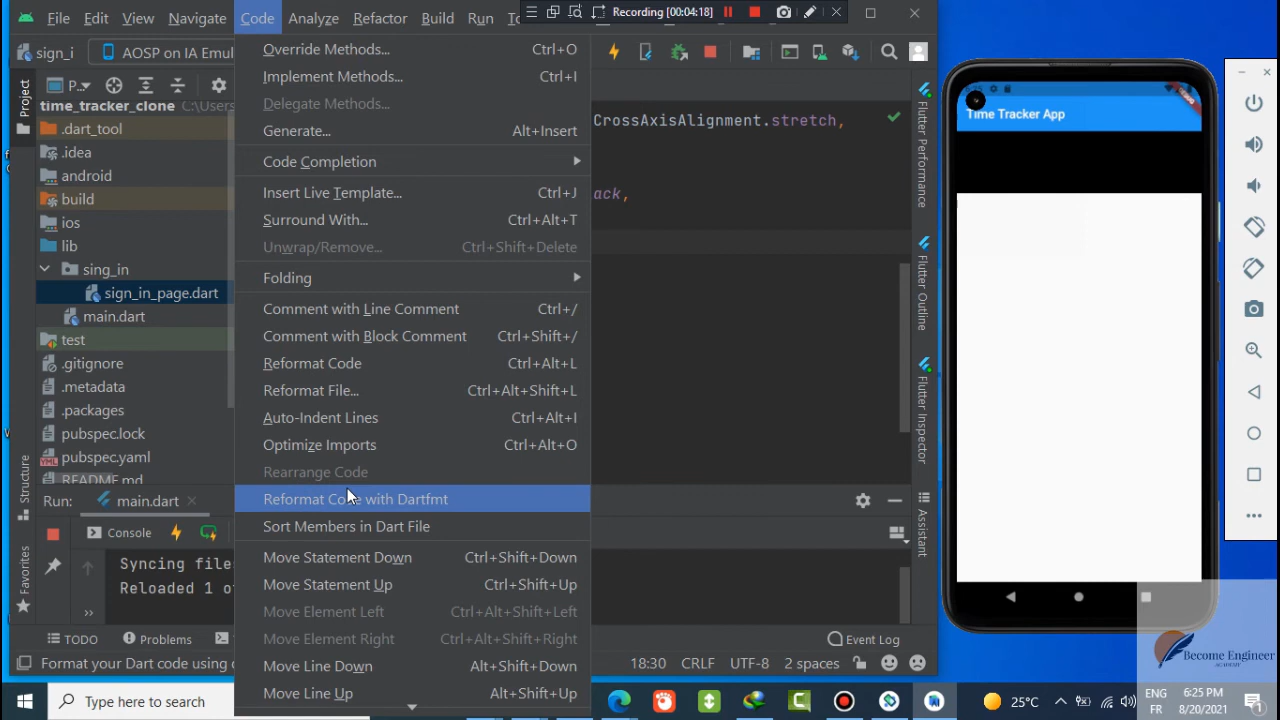 File Edit View Navigate Code Analyze Refactor Build Run
Recording [00:04:18]
sign_i AOSP on IA Emul
Project
P...
time_tracker_clone C:\Users
.dart_tool
.idea
android
build
ios
lib
sing_in
sign_in_page.dart
main.dart
test
.gitignore
.metadata
.packages
pubspec.lock
pubspec.yaml
README.md
Override Methods... Ctrl+O
Implement Methods... Ctrl+I
Delegate Methods...
Generate... Alt+Insert
Code Completion
Insert Live Template... Ctrl+J
Surround With... Ctrl+Alt+T
Unwrap/Remove... Ctrl+Shift+Delete
Folding
Comment with Line Comment Ctrl+/
Comment with Block Comment Ctrl+Shift+/
Reformat Code Ctrl+Alt+L
Reformat File... Ctrl+Alt+Shift+L
Auto-Indent Lines Ctrl+Alt+I
Optimize Imports Ctrl+Alt+O
Rearrange Code
Reformat Code with Dartfmt
Sort Members in Dart File
Move Statement Down Ctrl+Shift+Down
Move Statement Up Ctrl+Shift+Up
Move Element Left Ctrl+Alt+Shift+Left
Move Element Right Ctrl+Alt+Shift+Right
Move Line Down Alt+Shift+Down
Move Line Up Alt+Shift+Up
CrossAxisAlignment.stretch,
ack,
Flutter Performance
Flutter Outline
Flutter Inspector
Assistant
Time Tracker App
Structure
Favorites
Run: main.dart
Console
Syncing file
Reloaded 1 o
TODO Problems
Event Log
Format your Dart code using
18:30 CRLF UTF-8 2 spaces
Become Engineer
ACADEMY
Type here to search
25°C
ENG
FR
6:25 PM
8/20/2021
1